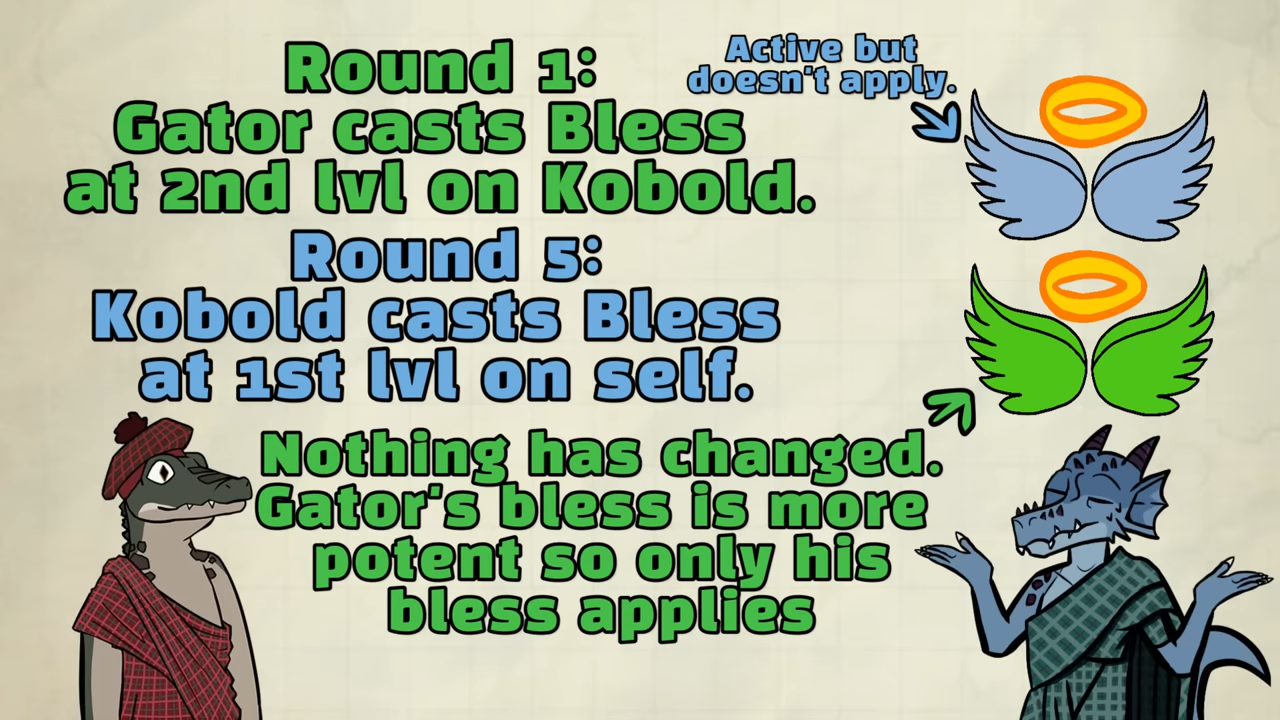 Round 1:
Gator casts Bless
at 2nd lvl on Kobold.
Active but
doesn't apply.
Round 5:
Kobold casts Bless
at 1st lvl on self.
Nothing has changed.
Gator's bless is more
potent so only his
bless applies